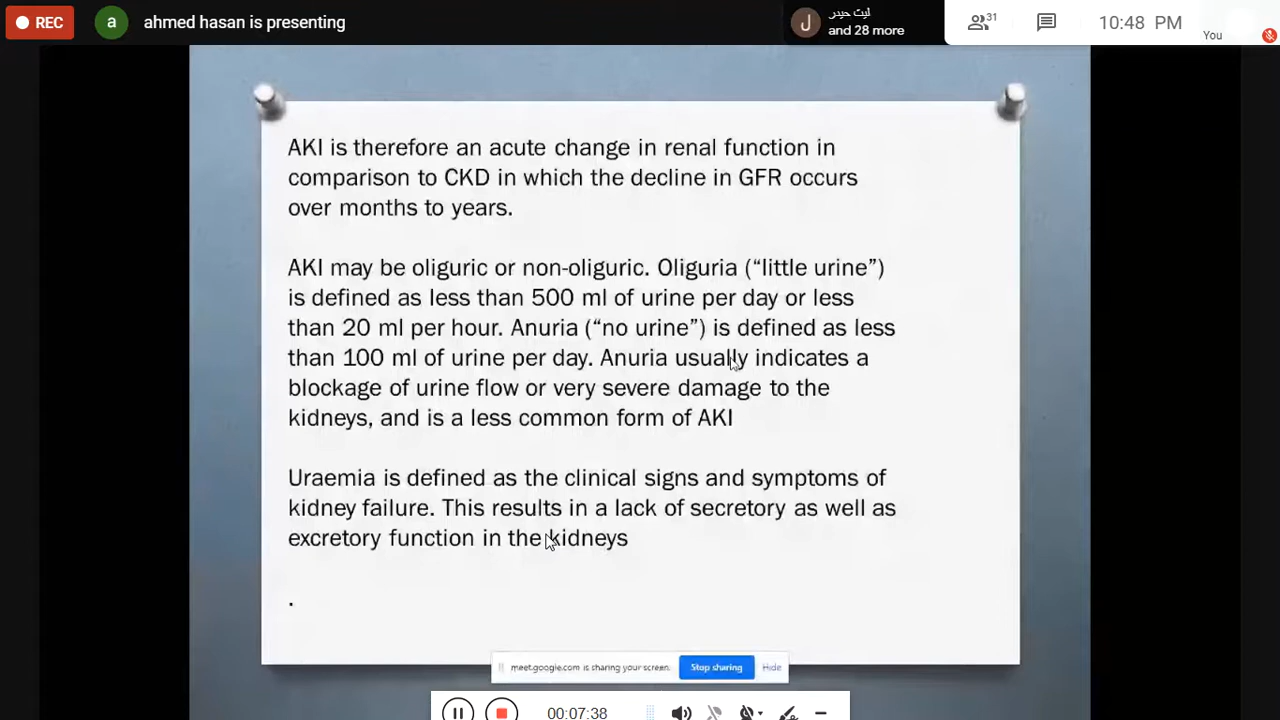 REC
a
ahmed hasan is presenting
J
ليث حيدر
and 28 more
31
10:48 PM
You
AKI is therefore an acute change in renal function in
comparison to CKD in which the decline in GFR occurs
over months to years.
AKI may be oliguric or non-oliguric. Oliguria (“little urine”)
is defined as less than 500 ml of urine per day or less
than 20 ml per hour. Anuria (“no urine”) is defined as less
than 100 ml of urine per day. Anuria usually indicates a
blockage of urine flow or very severe damage to the
kidneys, and is a less common form of AKI
Uraemia is defined as the clinical signs and symptoms of
kidney failure. This results in a lack of secretory as well as
excretory function in the kidneys
.
meet.google.com is sharing your screen.
Stop sharing
Hide
00:07:38